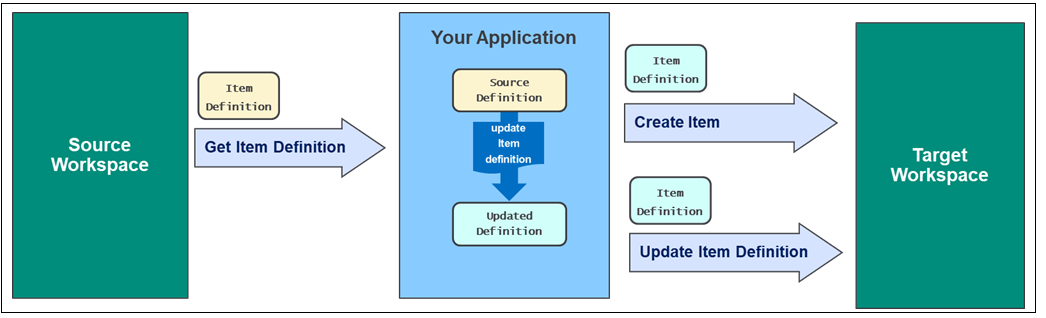 Source
Workspace
Item
Definition
Get Item Definition
Your Application
Source
Definition
update
Item
definition
Updated
Definition
Item
Definition
Create Item
Item
Definition
Update Item Definition
Target
Workspace